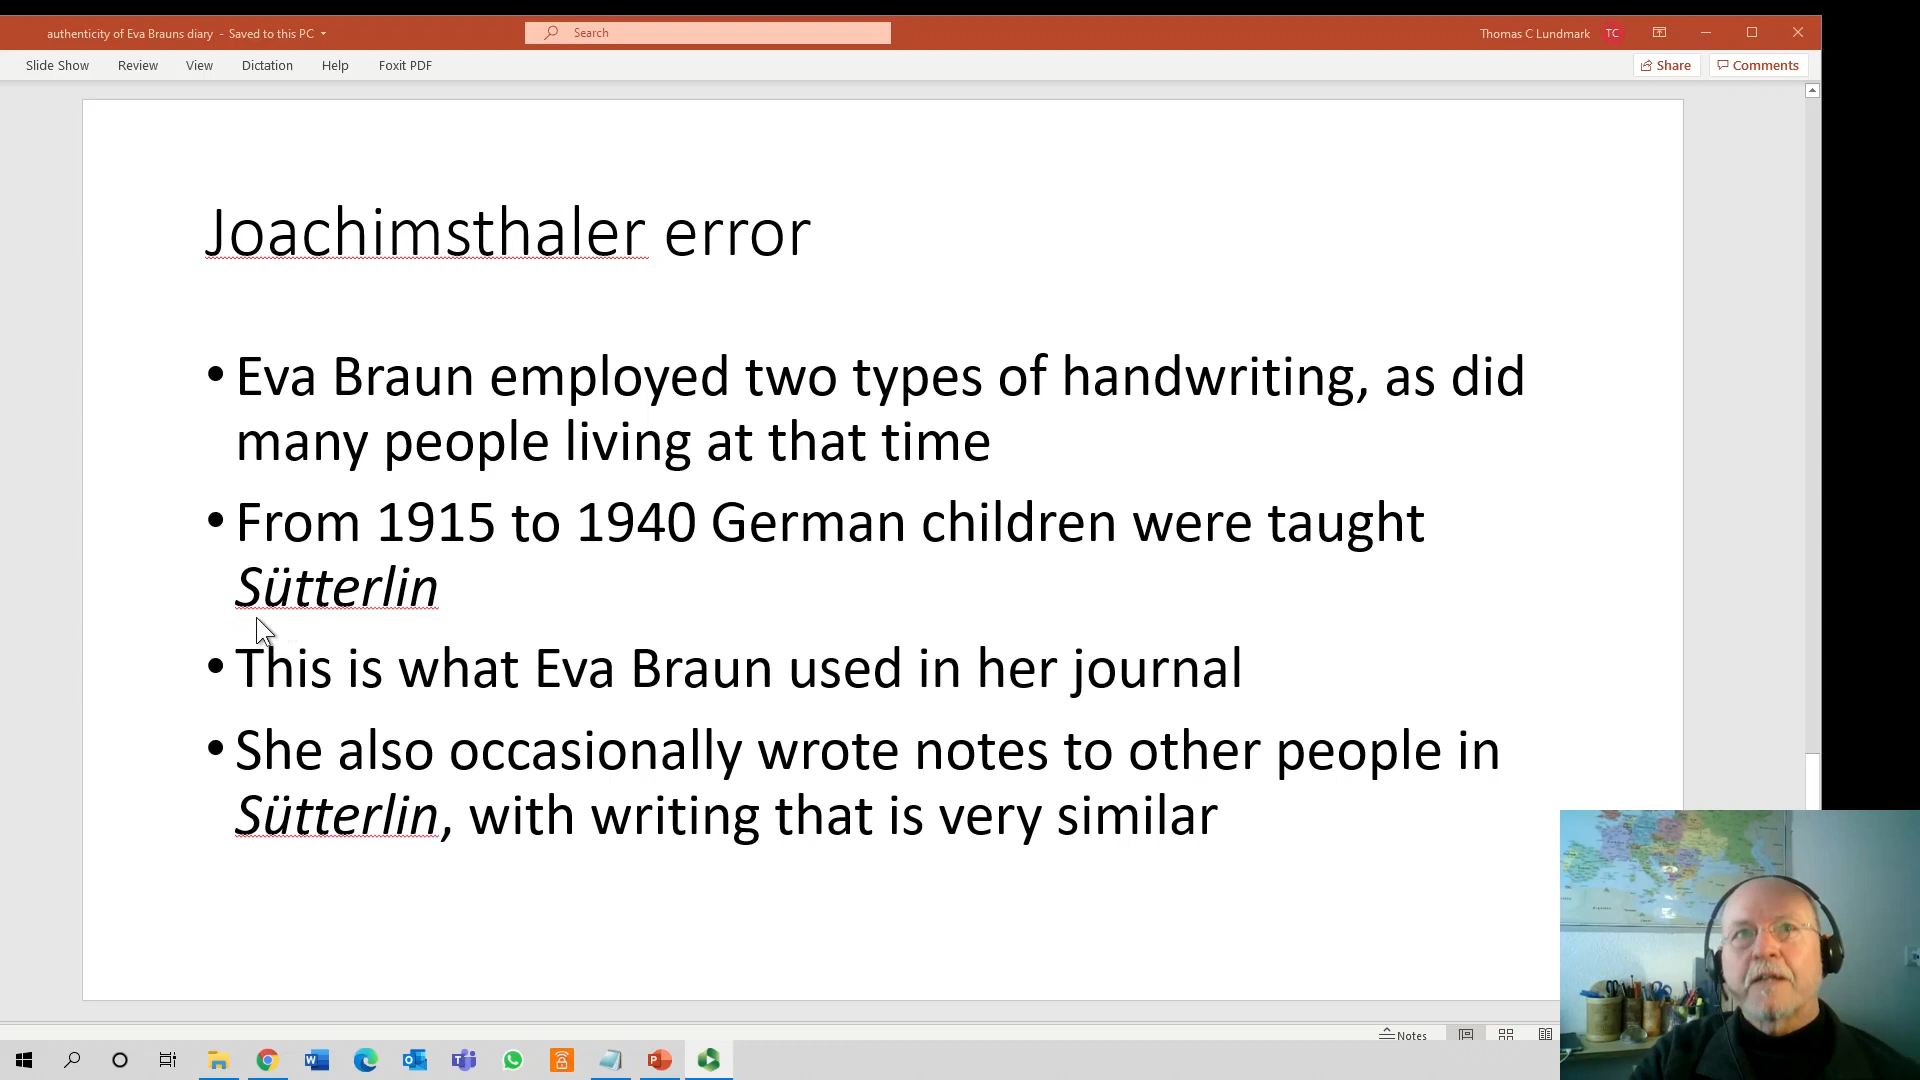 authenticity of Eva Brauns diary - Saved to this PC
Search
Thomas C Lundmark TC
Slide Show Review View Dictation Help Foxit PDF Share Comments
Joachimsthaler error
• Eva Braun employed two types of handwriting, as did
many people living at that time
• From 1915 to 1940 German children were taught
Sütterlin
• This is what Eva Braun used in her journal
• She also occasionally wrote notes to other people in
Sütterlin, with writing that is very similar
Notes